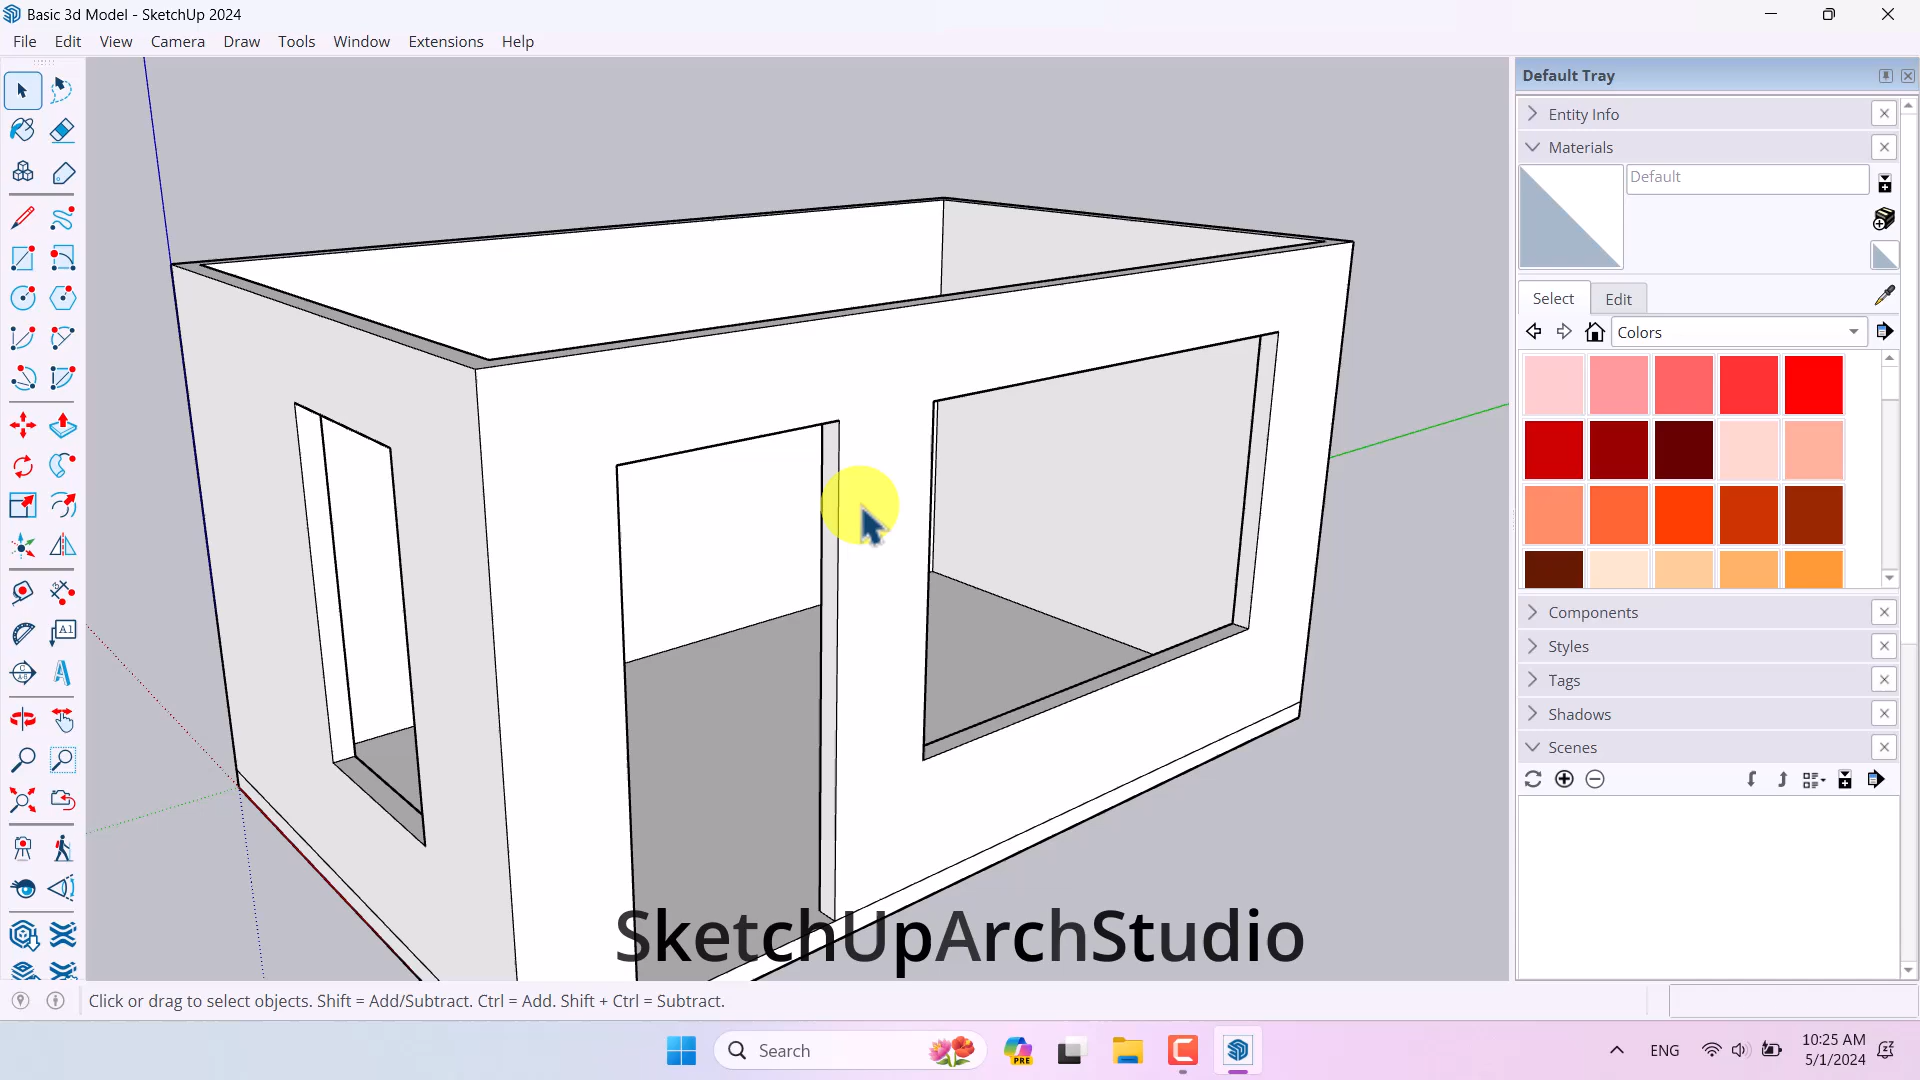 Basic 3d Model - SketchUp 2024
File Edit View Camera Draw Tools Window Extensions Help
Default Tray
Entity Info
Materials
Default
Select Edit
Colors
Components
Styles
Tags
Shadows
Scenes
A1
SketchUpArchStudio
Click or drag to select objects. Shift = Add/Subtract. Ctrl = Add. Shift + Ctrl = Subtract.
Search
PRE
ENG
10:25 AM
5/1/2024